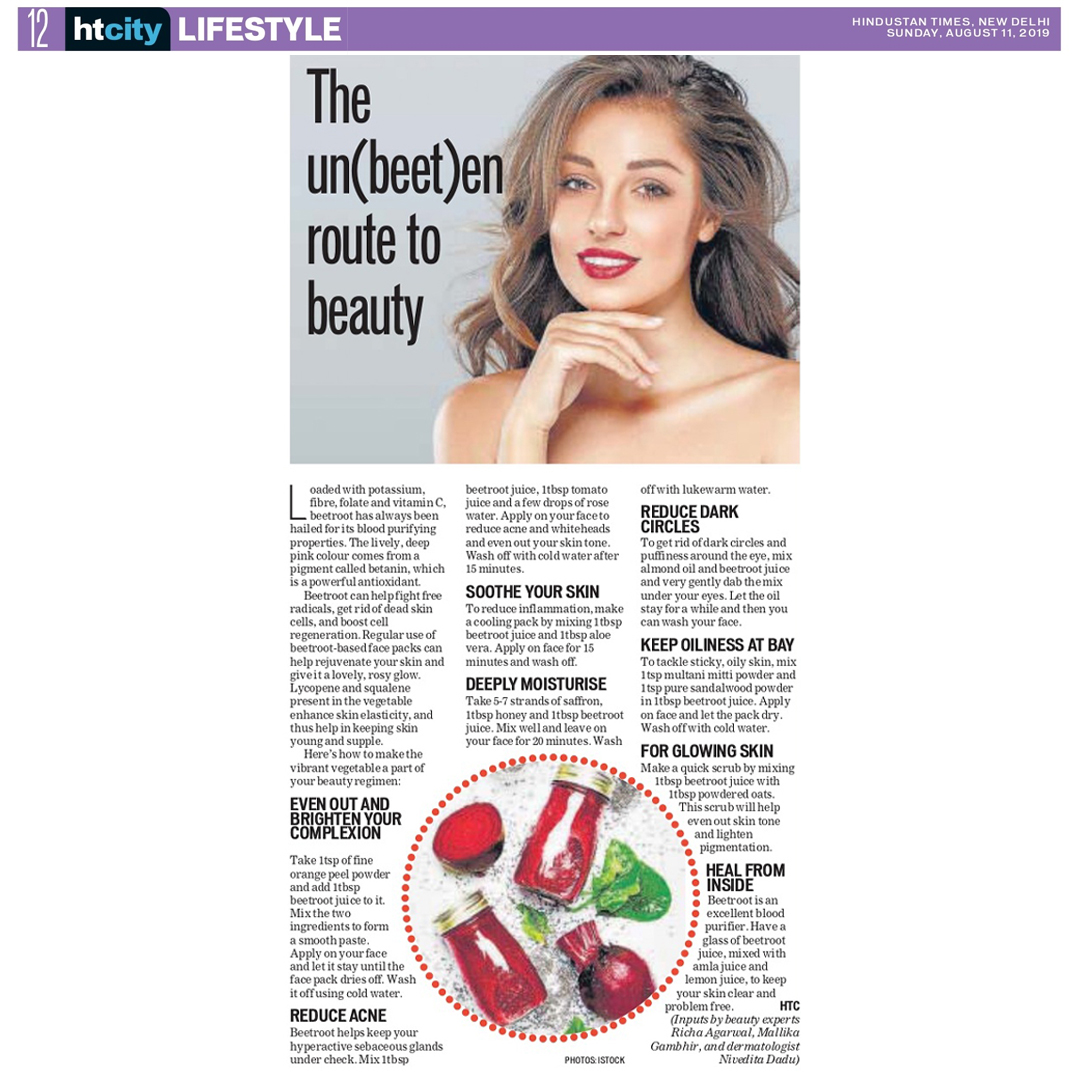 12 htcity LIFESTYLE
HINDUSTAN TIMES, NEW DELHI
SUNDAY, AUGUST 11, 2019
The
un(beet)en
route to
beauty
Loaded with potassium,
fibre, folate and vitamin C,
beetroot has always been
hailed for its blood purifying
properties. The lively, deep
pink colour comes from a
pigment called betanin, which
is a powerful antioxidant.
Beetroot can help fight free
radicals, get rid of dead skin
cells, and boost cell
regeneration. Regular use of
beetroot-based face packs can
help rejuvenate your skin and
give it a lovely, rosy glow.
Lycopene and squalene
present in the vegetable
enhance skin elasticity, and
thus help in keeping skin
young and supple.
Here's how to make the
vibrant vegetable a part of
your beauty regimen:
EVEN OUT AND
BRIGHTEN YOUR
COMPLEXION
Take 1tsp of fine
orange peel powder
and add 1tbsp
beetroot juice to it.
Mix the two
ingredients to form
a smooth paste.
Apply on your face
and let it stay until the
face pack dries off. Wash
it off using cold water.
REDUCE ACNE
Beetroot helps keep your
hyperactive sebaceous glands
under check. Mix 1tbsp
beetroot juice, 1tbsp tomato
juice and a few drops of rose
water. Apply on your face to
reduce acne and whiteheads
and even out your skin tone.
Wash off with cold water after
15 minutes.
SOOTHE YOUR SKIN
To reduce inflammation, make
a cooling pack by mixing 1tbsp
beetroot juice and 1tbsp aloe
vera. Apply on face for 15
minutes and wash off.
DEEPLY MOISTURISE
Take 5-7 strands of saffron,
1tbsp honey and 1tbsp beetroot
juice. Mix well and leave on
your face for 20 minutes. Wash
off with lukewarm water.
REDUCE DARK
CIRCLES
To get rid of dark circles and
puffiness around the eye, mix
almond oil and beetroot juice
and very gently dab the mix
under your eyes. Let the oil
stay for a while and then you
can wash your face.
KEEP OILINESS AT BAY
To tackle sticky, oily skin, mix
1tsp multani mitti powder and
1tsp pure sandalwood powder
in 1tbsp beetroot juice. Apply
on face and let the pack dry.
Wash off with cold water.
FOR GLOWING SKIN
Make a quick scrub by mixing
1tbsp beetroot juice with
1tbsp powdered oats.
This scrub will help
even out skin tone
and lighten
pigmentation.
HEAL FROM
INSIDE
Beetroot is an
excellent blood
purifier. Have a
glass of beetroot
juice, mixed with
amla juice and
lemon juice, to keep
your skin clear and
problem free. HTC
(Inputs by beauty experts
Richa Agarwal, Mallika
Gambhir, and dermatologist
Nivedita Dadu)
PHOTOS: ISTOCK